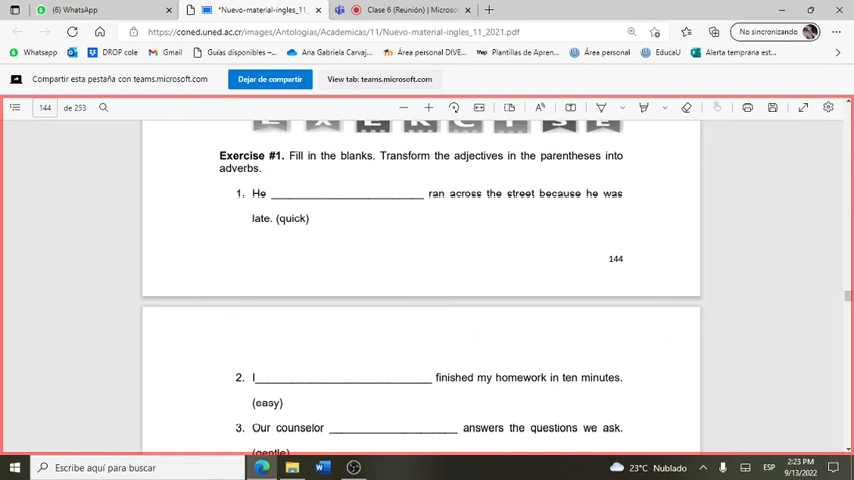 (6) WhatsApp
*Nuevo-material-ingles_11
Clase 6 (Reunión) | Microsof
https://coned.uned.ac.cr/images/Antologias/Academicas/11/Nuevo-material-ingles_11_2021.pdf
No sincronizando
Whatsapp
DROP cole
Gmail
Guías disponibles –...
Ana Gabriela Carvaj...
Área personal DIVE...
Plantillas de Apren...
Área personal
EducaU
Alerta temprana est...
Compartir esta pestaña con teams.microsoft.com
Dejar de compartir
View tab: teams.microsoft.com
144
de 253
EXERCISE
Exercise #1. Fill in the blanks. Transform the adjectives in the parentheses into
adverbs.
1. He _________________________ ran across the street because he was
late. (quick)
144
2. I_____________________________ finished my homework in ten minutes.
(easy)
3. Our counselor _____________________ answers the questions we ask.
(gentle)
Escribe aquí para buscar
23°C Nublado
ESP
2:23 PM
9/13/2022